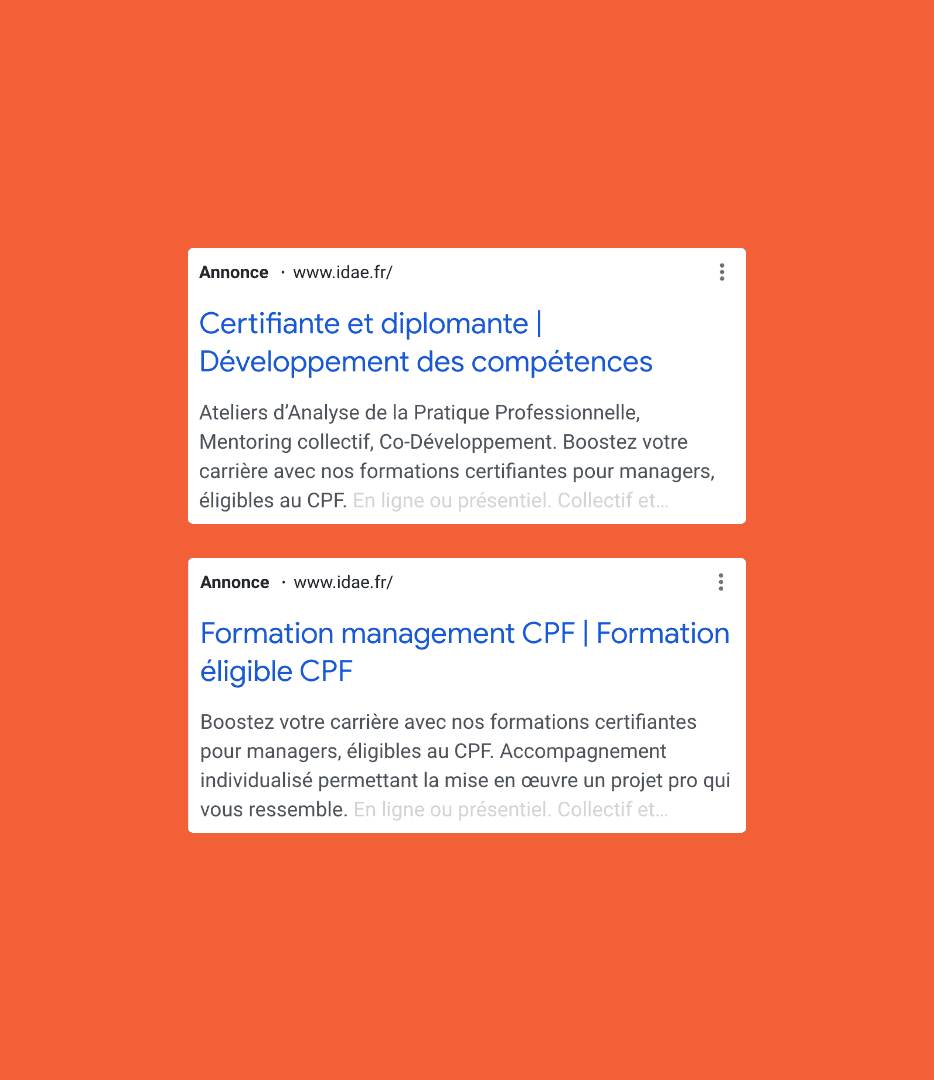 Annonce · www.idae.fr/
Certifiante et diplomante |
Développement des compétences
Ateliers d’Analyse de la Pratique Professionnelle,
Mentoring collectif, Co-Développement. Boostez votre
carrière avec nos formations certifiantes pour managers,
éligibles au CPF. En ligne ou présentiel. Collectif et...
Annonce · www.idae.fr/
Formation management CPF | Formation
éligible CPF
Boostez votre carrière avec nos formations certifiantes
pour managers, éligibles au CPF. Accompagnement
individualisé permettant la mise en œuvre un projet pro qui
vous ressemble. En ligne ou présentiel. Collectif et...